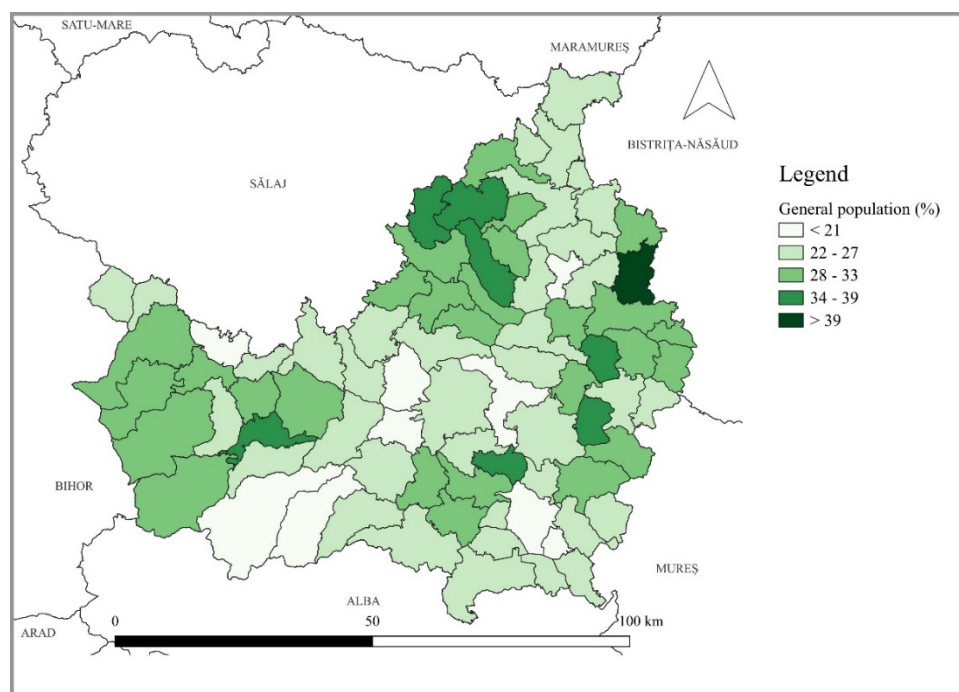 SATU-MARE
MARAMUREȘ
BISTRIȚA-NĂSĂUD
SĂLAJ
Legend
General population (%)
< 21
22 - 27
28 - 33
34 - 39
> 39
BIHOR
MUREȘ
ALBA
ARAD
0
50
100 km